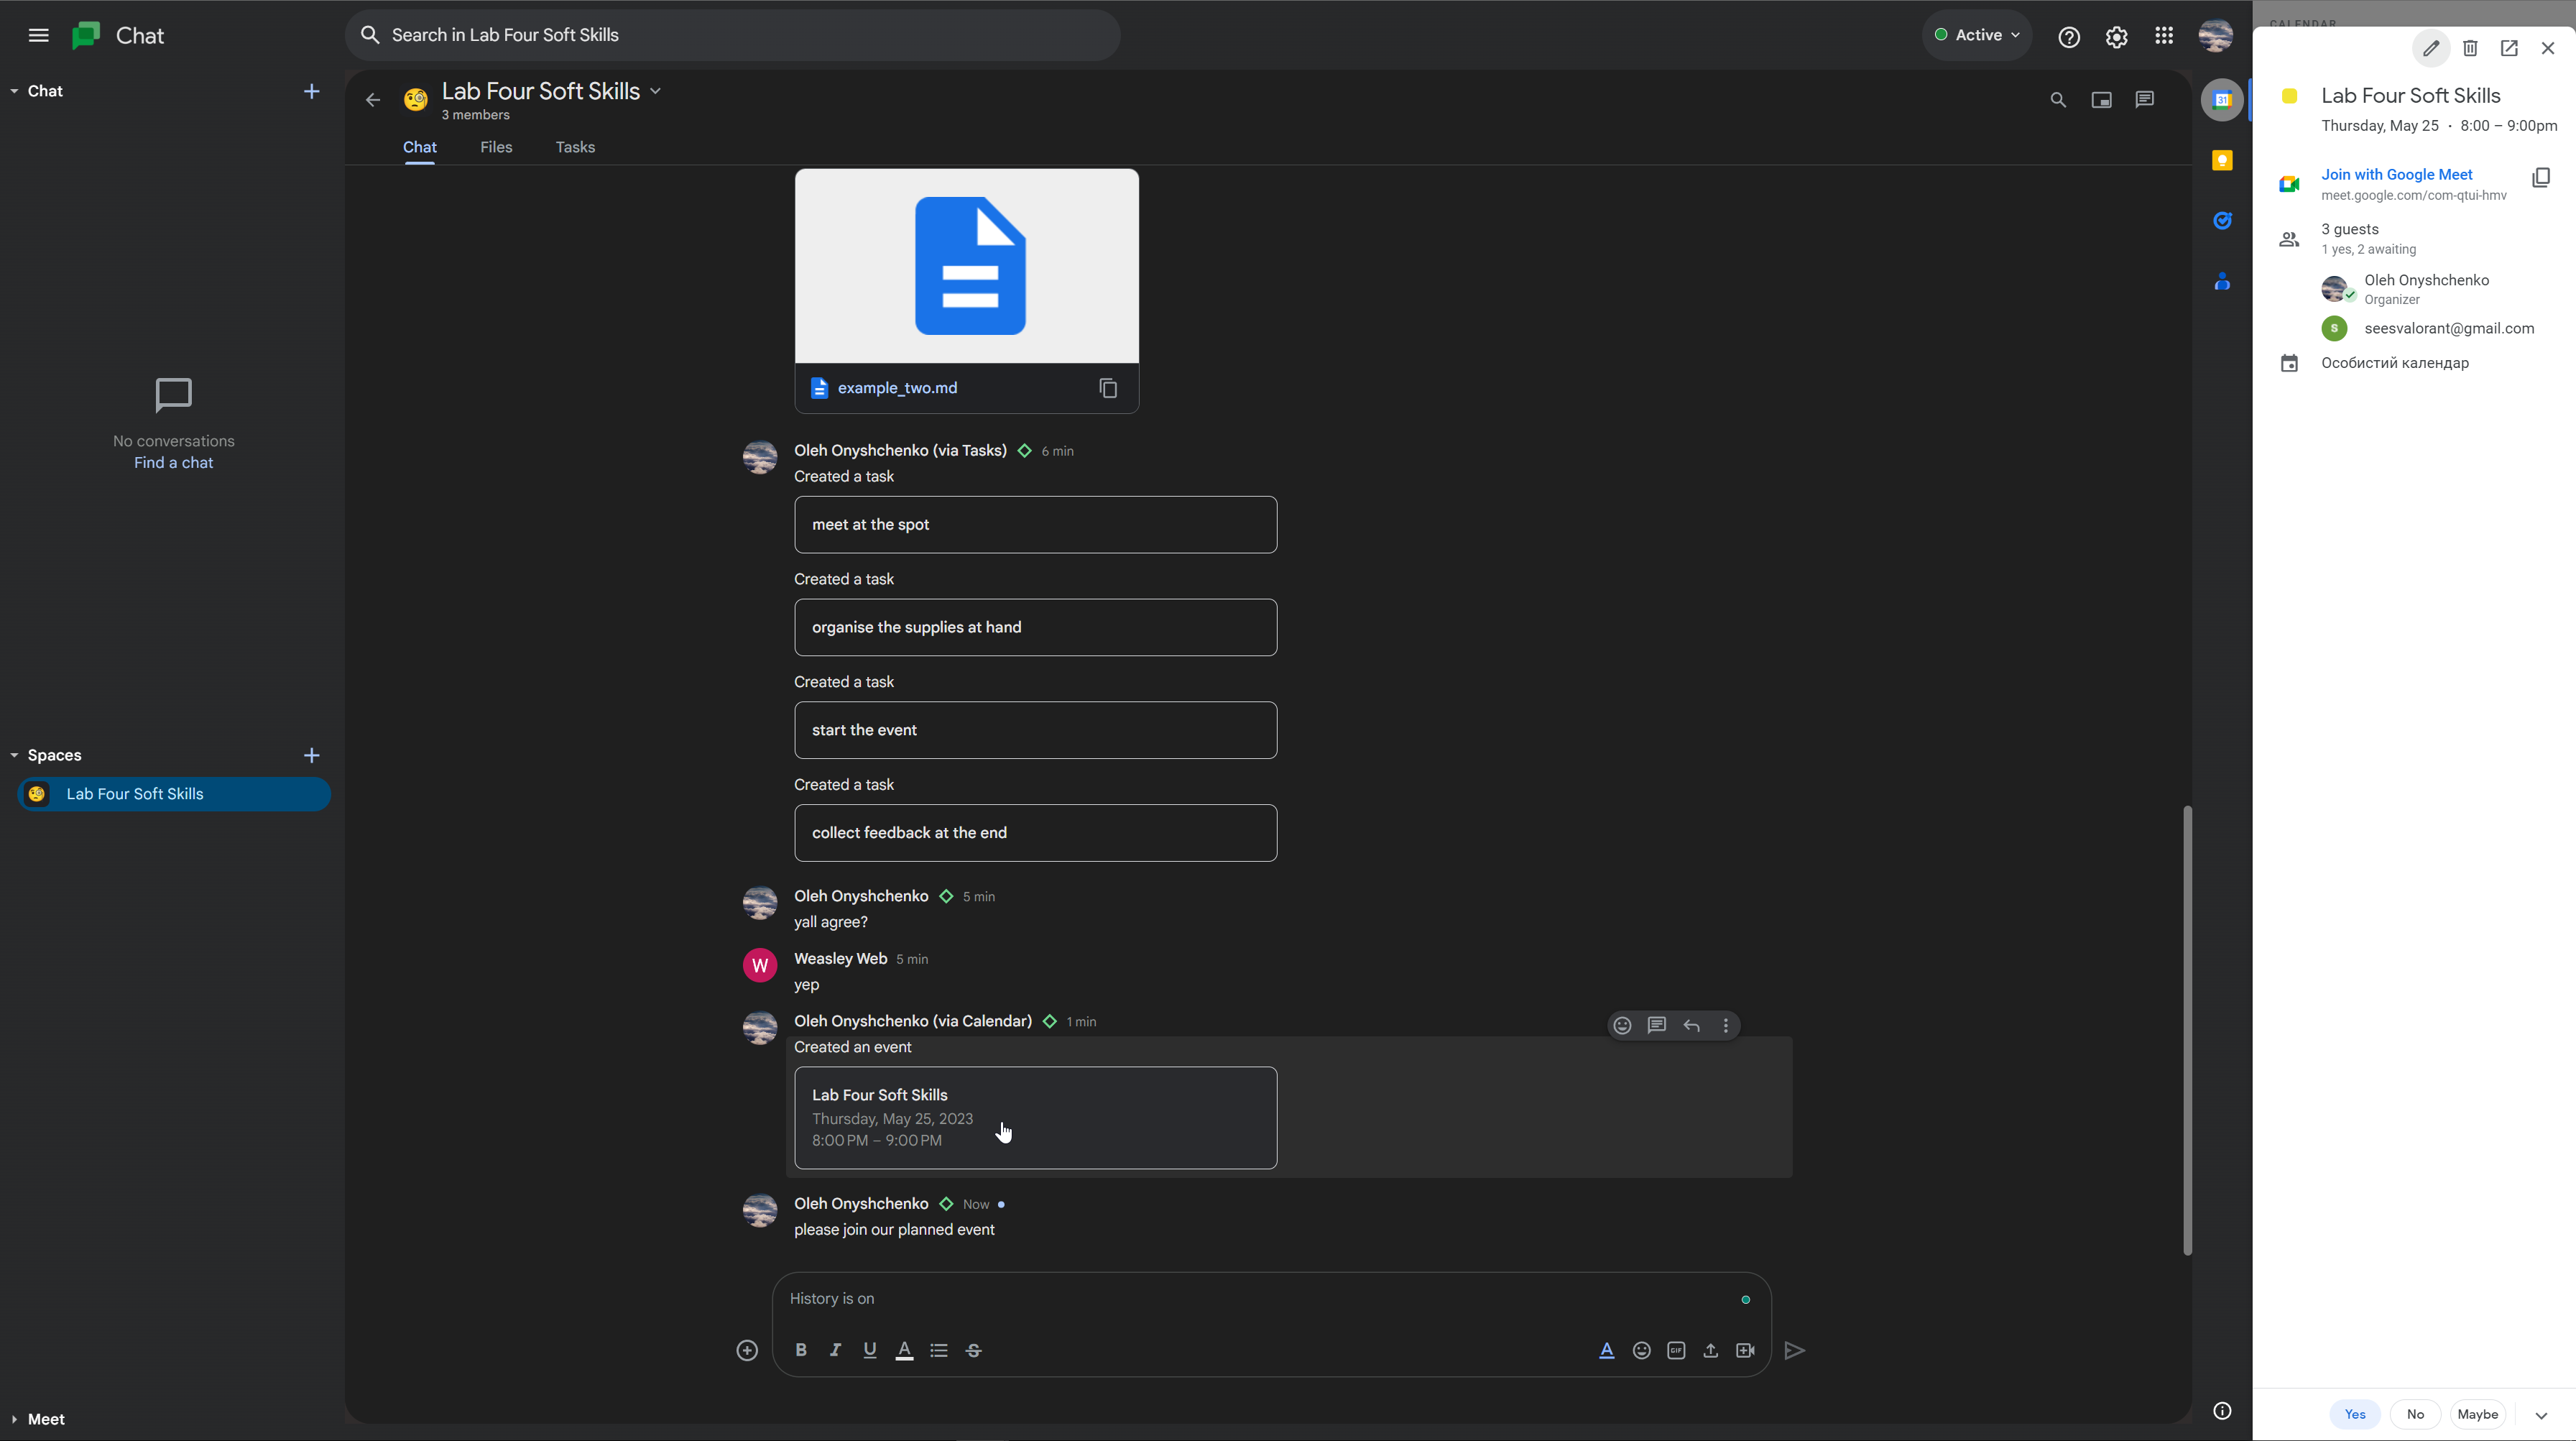 Chat
Search in Lab Four Soft Skills
Active
CALENDAR
Chat
No conversations
Find a chat
Spaces
Lab Four Soft Skills
Meet
Lab Four Soft Skills
3 members
Chat
Files
Tasks
example_two.md
Oleh Onyshchenko (via Tasks) 6 min
Created a task
meet at the spot
Created a task
organise the supplies at hand
Created a task
start the event
Created a task
collect feedback at the end
Oleh Onyshchenko 5 min
yall agree?
W
Weasley Web 5 min
yep
Oleh Onyshchenko (via Calendar) 1 min
Created an event
Lab Four Soft Skills
Thursday, May 25, 2023
8:00 PM – 9:00 PM
Oleh Onyshchenko Now
please join our planned event
History is on
B I U A S
A GIF
31
Lab Four Soft Skills
Thursday, May 25 · 8:00 – 9:00pm
Join with Google Meet
meet.google.com/com-qtui-hmv
3 guests
1 yes, 2 awaiting
Oleh Onyshchenko
Organizer
S
seesvalorant@gmail.com
Особистий календар
Yes
No
Maybe